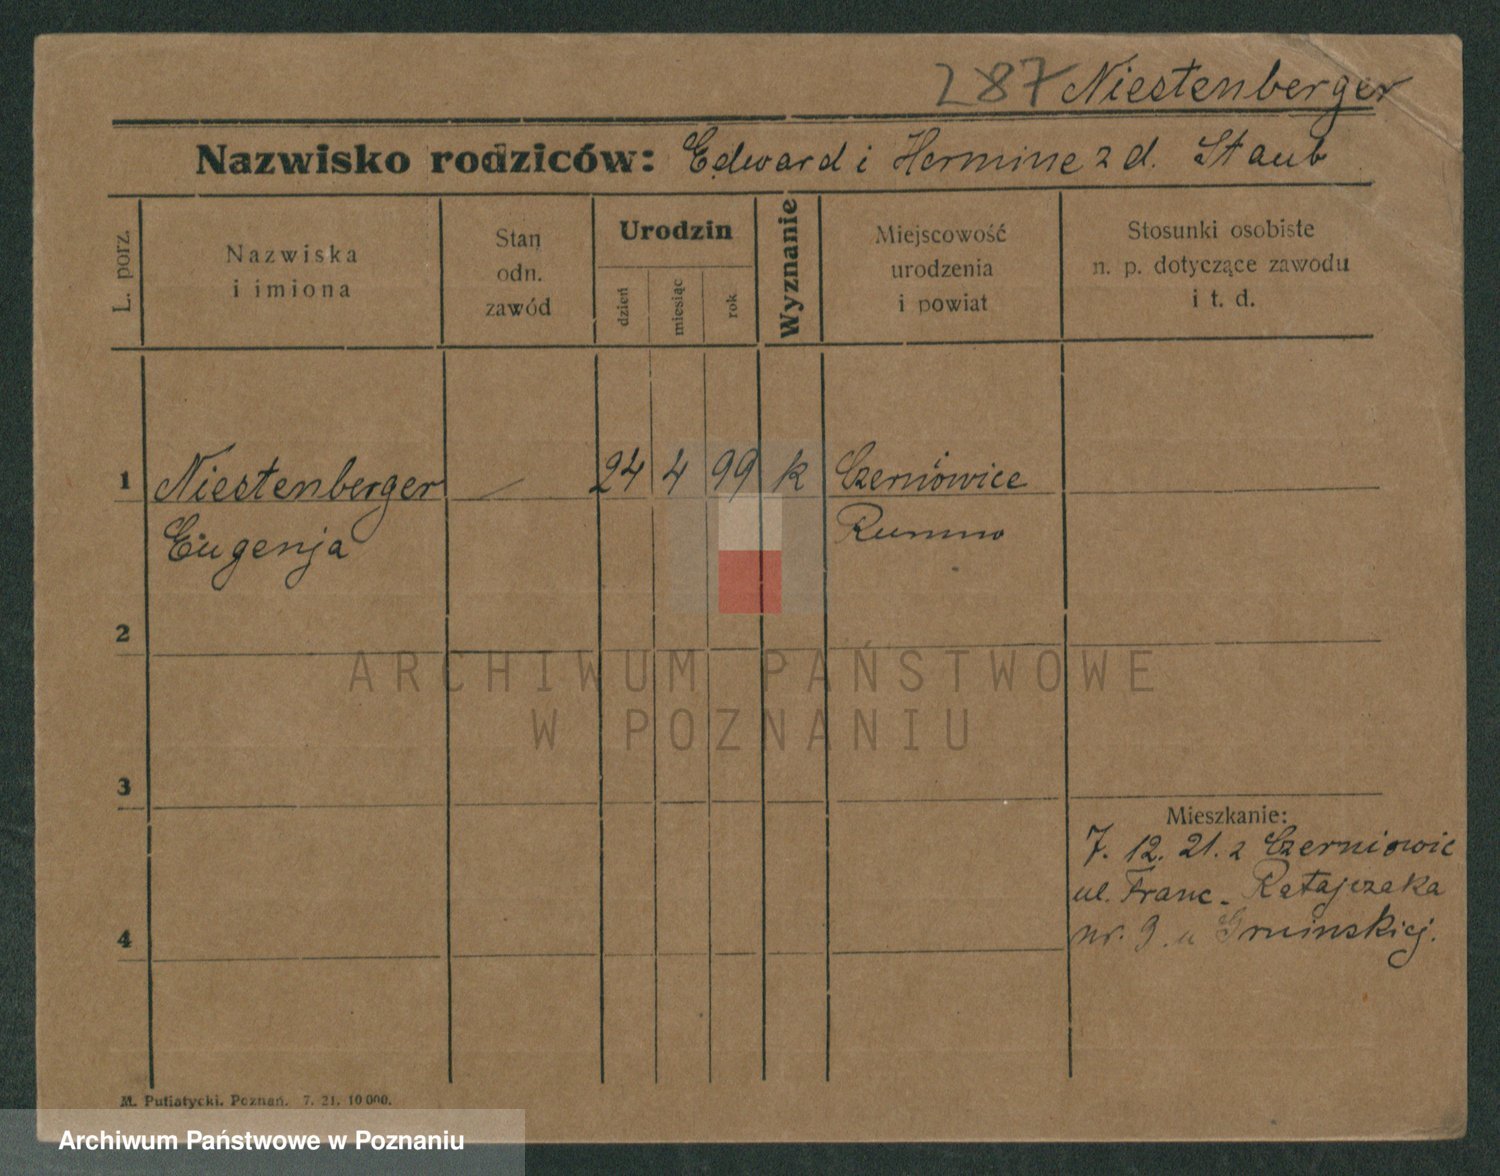 287 Niestenberger
Nazwisko rodziców: Edward i Hermine z d. Staub
L. porz.
Nazwiska
i imiona
Stan
odn.
zawód
Urodzin
dzień
miesiąc
rok
Wyznanie
Miejscowość
urodzenia
i powiat
Stosunki osobiste
n. p. dotyczące zawodu
i t. d.
1 Niestenberger — 24 4 99 k Czerniowice
Eugenja
2
ARCHIWUM PAŃSTWOWE
W POZNANIU
3
Mieszkanie:
7. 12. 21. z Czerniowic
ul. Franc. Ratajczaka
nr. 9. u
4
M. Putiatycki, Poznań. 7. 21. 10 000.
Archiwum Państwowe w Poznaniu